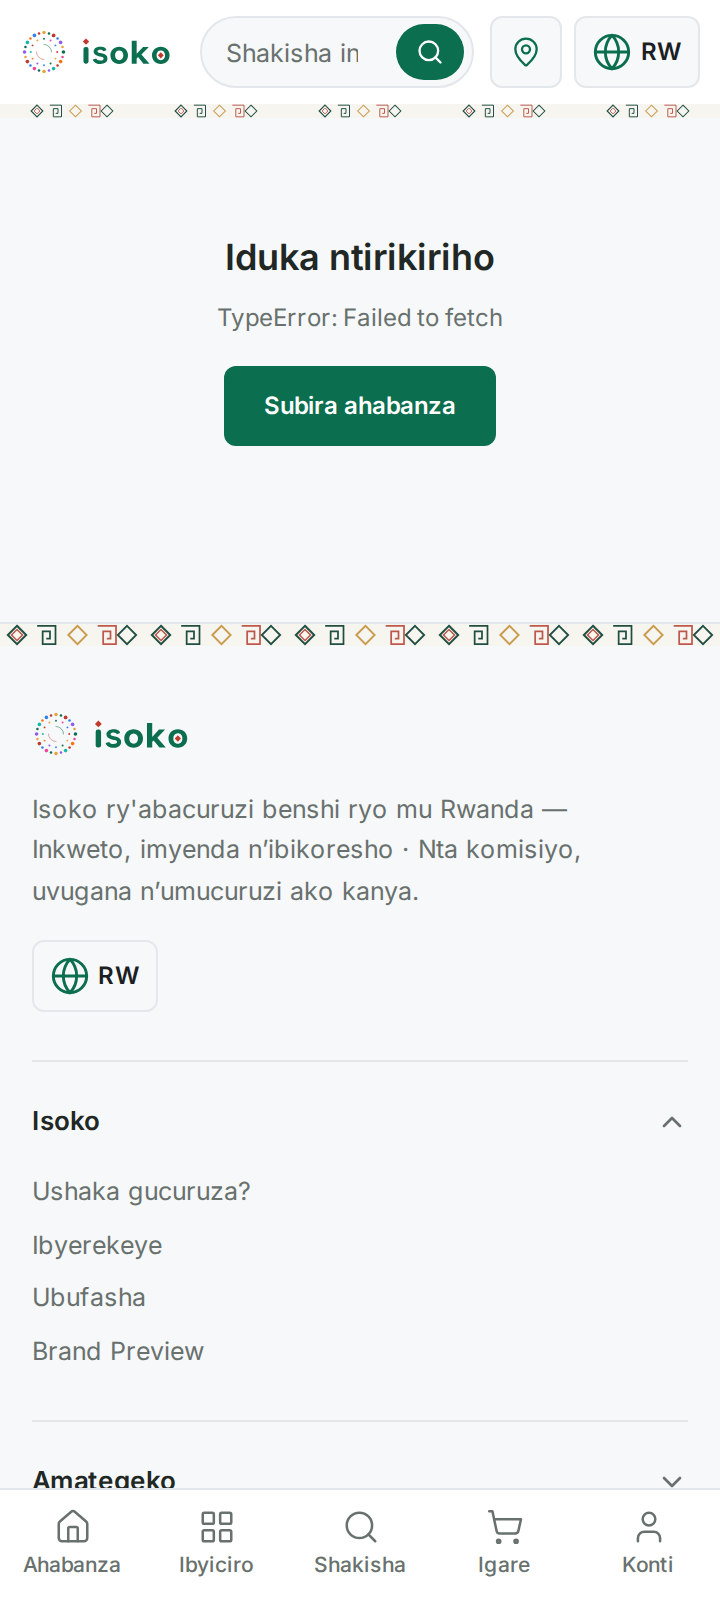 isoko
Shakisha in
RW
Iduka ntirikiriho
TypeError: Failed to fetch
Subira ahabanza
isoko
Isoko ry'abacuruzi benshi ryo mu Rwanda —
Inkweto, imyenda n’ibikoresho · Nta komisiyo,
uvugana n’umucuruzi ako kanya.
RW
Isoko
Ushaka gucuruza?
Ibyerekeye
Ubufasha
Brand Preview
Amategeko
Ahabanza
Ibyiciro
Shakisha
Igare
Konti